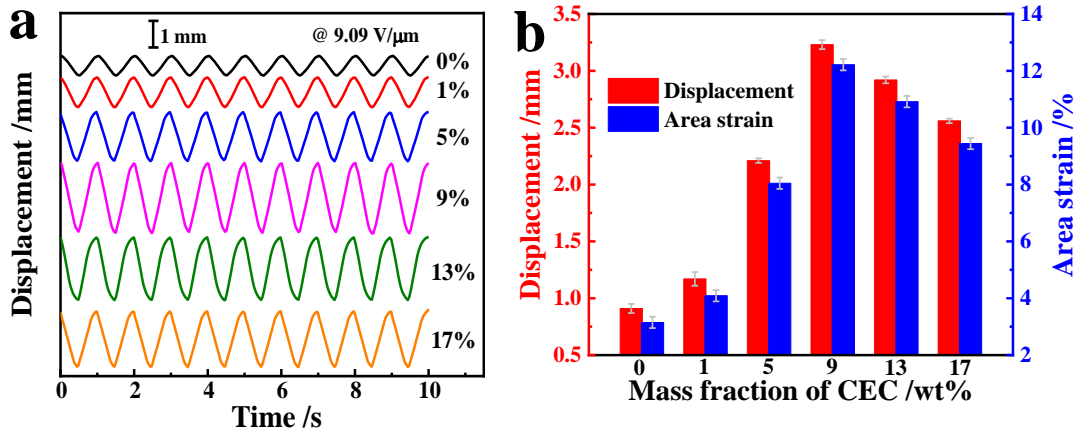 a
1 mm
@ 9.09 V/μm
0%
1%
5%
9%
13%
17%
Displacement /mm
0 2 4 6 8 10
Time /s
b
Displacement
Area strain
3.5
3.0
2.5
2.0
1.5
1.0
0.5
Displacement /mm
14
12
10
8
6
4
2
Area strain /%
0 1 5 9 13 17
Mass fraction of CEC /wt%